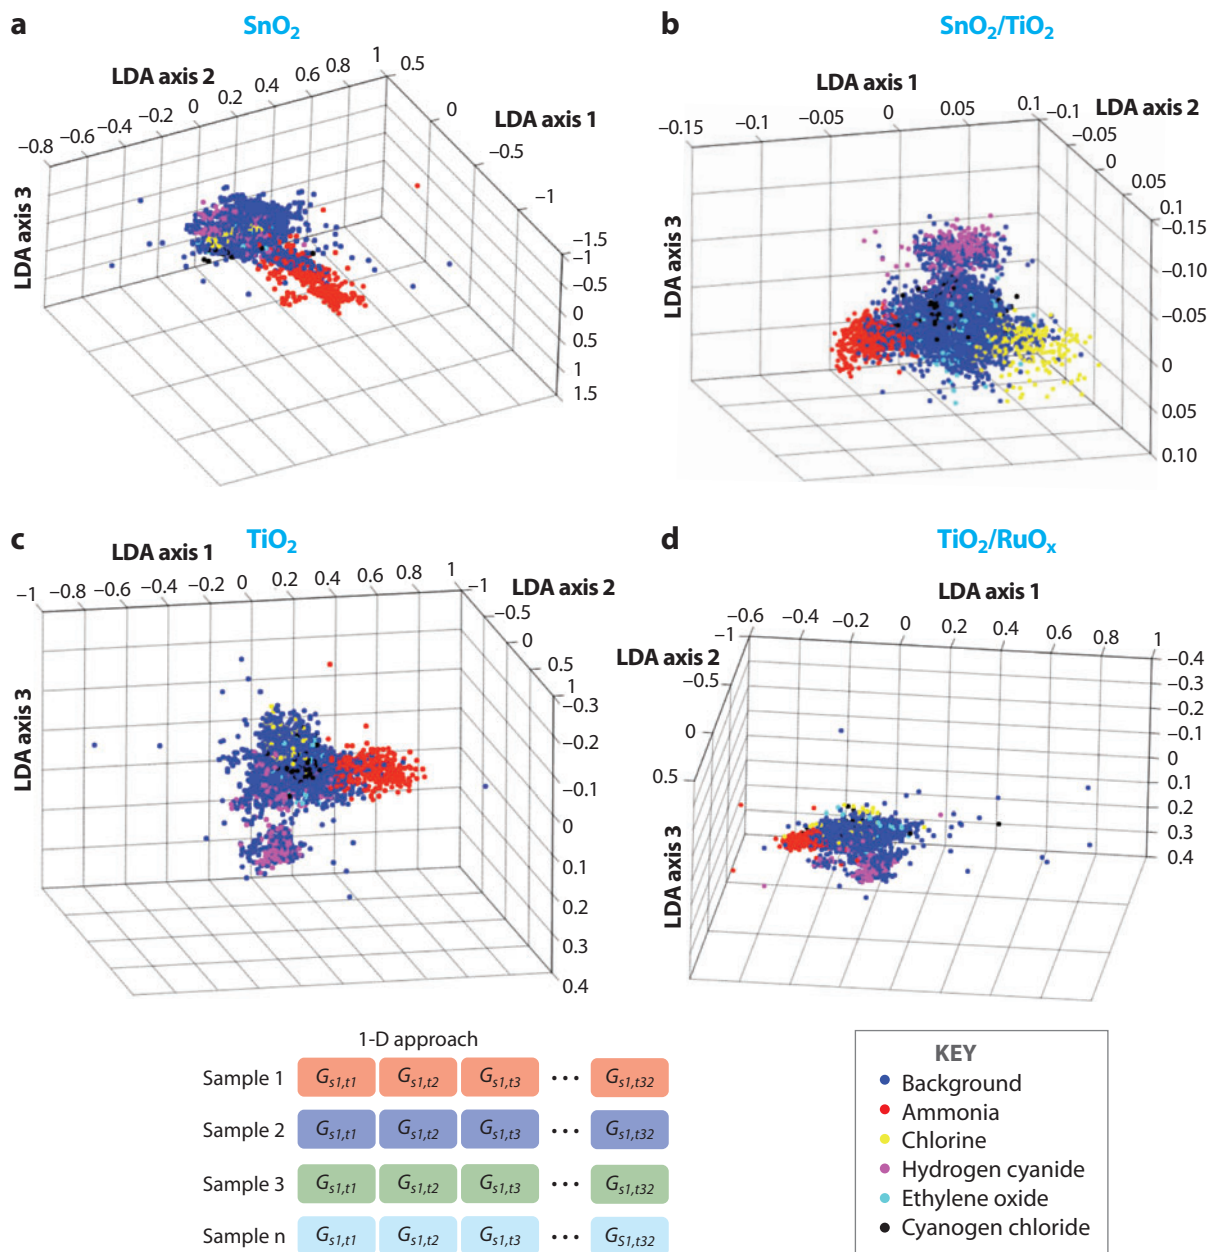 a
SnO2
LDA axis 2
−0.8 −0.6 −0.4 −0.2 0 0.2 0.4 0.6 0.8 1
0.5 0 −0.5 −1 −1.5
LDA axis 1
LDA axis 3
−1 −0.5 0 0.5 1 1.5
b
SnO2/TiO2
LDA axis 1
−0.15 −0.1 −0.05 0 0.05 0.1
LDA axis 2
−0.1 −0.05 0 0.05 0.1
LDA axis 3
−0.15 −0.10 −0.05 0 0.05 0.10
c
TiO2
LDA axis 1
−1 −0.8 −0.6 −0.4 −0.2 0 0.2 0.4 0.6 0.8 1
LDA axis 2
−1 −0.5 0 0.5 1
LDA axis 3
−0.3 −0.2 −0.1 0 0.1 0.2 0.3 0.4
d
TiO2/RuOx
LDA axis 1
−0.6 −0.4 −0.2 0 0.2 0.4 0.6 0.8 1
LDA axis 2
−1 −0.5 0 0.5
LDA axis 3
−0.4 −0.3 −0.2 −0.1 0 0.1 0.2 0.3 0.4
1-D approach
Sample 1 Gs1,t1 Gs1,t2 Gs1,t3 ••• Gs1,t32
Sample 2 Gs1,t1 Gs1,t2 Gs1,t3 ••• Gs1,t32
Sample 3 Gs1,t1 Gs1,t2 Gs1,t3 ••• Gs1,t32
Sample n Gs1,t1 Gs1,t2 Gs1,t3 ••• GS1,t32
KEY
Background
Ammonia
Chlorine
Hydrogen cyanide
Ethylene oxide
Cyanogen chloride